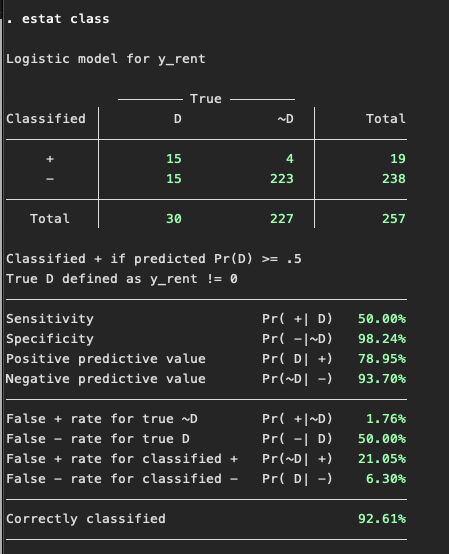 . estat class
Logistic model for y_rent
True
Classified D ~D Total
+ 15 4 19
− 15 223 238
Total 30 227 257
Classified + if predicted Pr(D) >= .5
True D defined as y_rent != 0
Sensitivity Pr( +| D) 50.00%
Specificity Pr( −|~D) 98.24%
Positive predictive value Pr( D| +) 78.95%
Negative predictive value Pr(~D| −) 93.70%
False + rate for true ~D Pr( +|~D) 1.76%
False − rate for true D Pr( −| D) 50.00%
False + rate for classified + Pr(~D| +) 21.05%
False − rate for classified − Pr( D| −) 6.30%
Correctly classified 92.61%